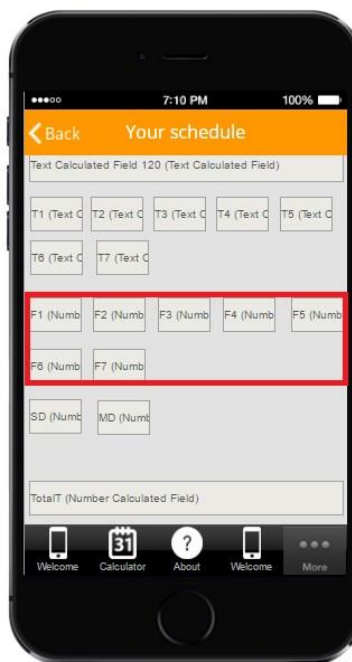 7:10 PM 100%
Back Your schedule
Text Calculated Field 120 (Text Calculated Field)
T1 (Text C T2 (Text C T3 (Text C T4 (Text C T5 (Text C
T6 (Text C T7 (Text C
F1 (Numb F2 (Numb F3 (Numb F4 (Numb F5 (Numb
F6 (Numb F7 (Numb
SD (Numb MD (Numb
TotalT (Number Calculated Field)
31 ?
Welcome Calculator About Welcome More